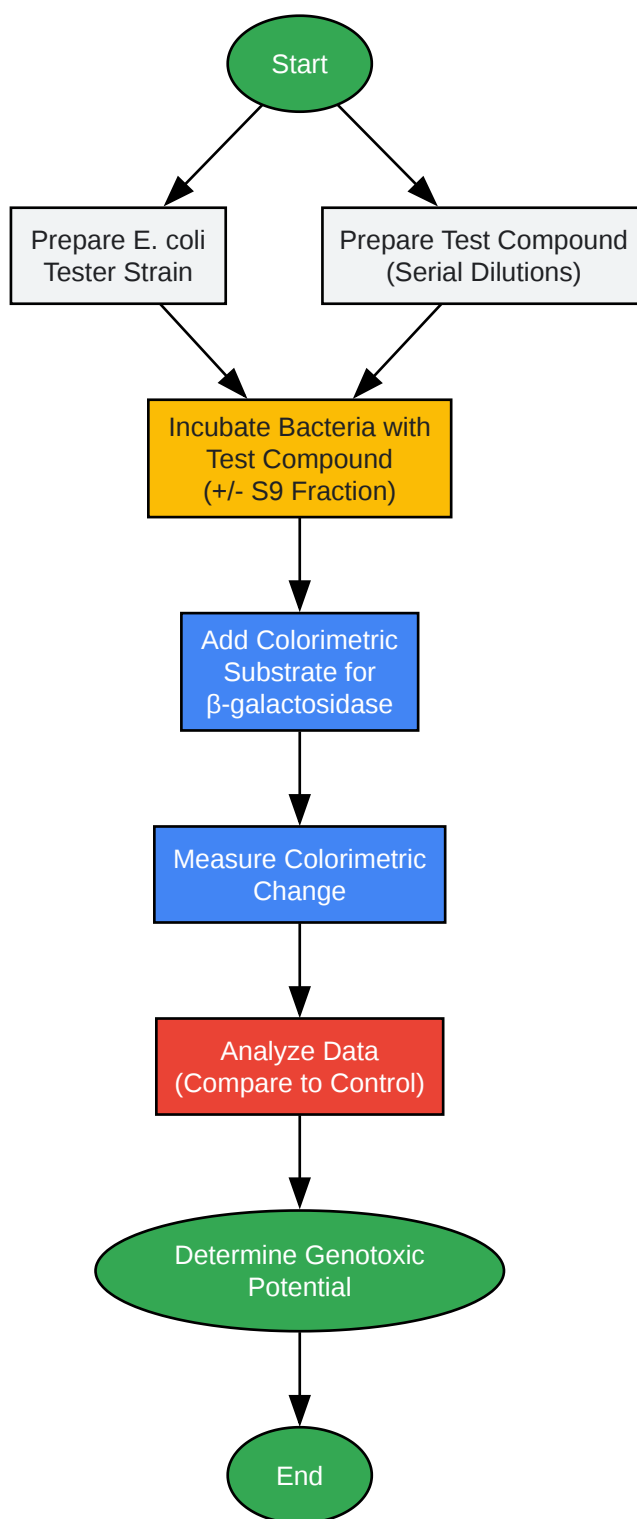 Start
Prepare E. coli
Tester Strain
Prepare Test Compound
(Serial Dilutions)
Incubate Bacteria with
Test Compound
(+/- S9 Fraction)
Add Colorimetric
Substrate for
β-galactosidase
Measure Colorimetric
Change
Analyze Data
(Compare to Control)
Determine Genotoxic
Potential
End